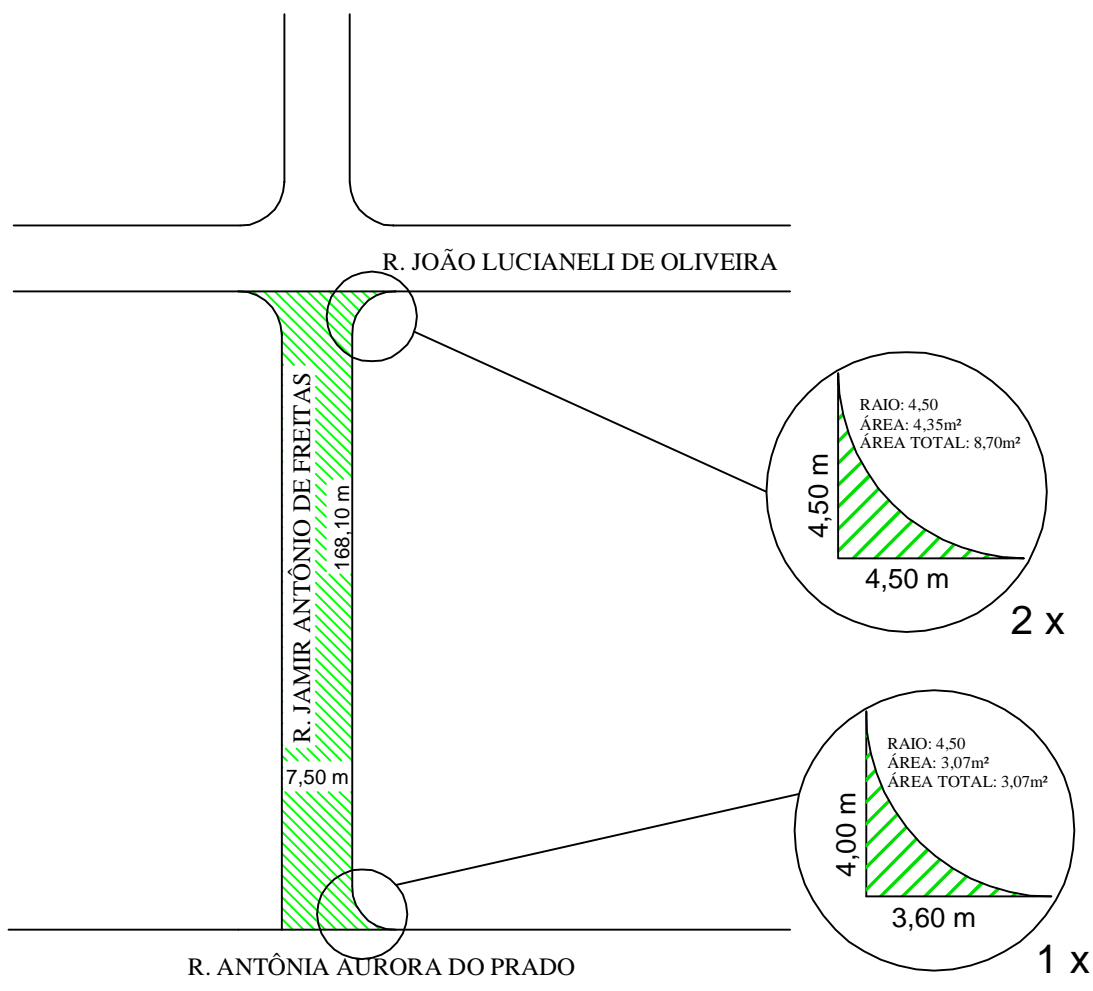 R. JOÃO LUCIANELI DE OLIVEIRA
R. JAMIR ANTÔNIO DE FREITAS
168,10 m
7,50 m
RAIO: 4,50
ÁREA: 4,35m²
ÁREA TOTAL: 8,70m²
4,50 m
4,50 m
2 x
RAIO: 4,50
ÁREA: 3,07m²
ÁREA TOTAL: 3,07m²
4,00 m
3,60 m
1 x
R. ANTÔNIA AURORA DO PRADO